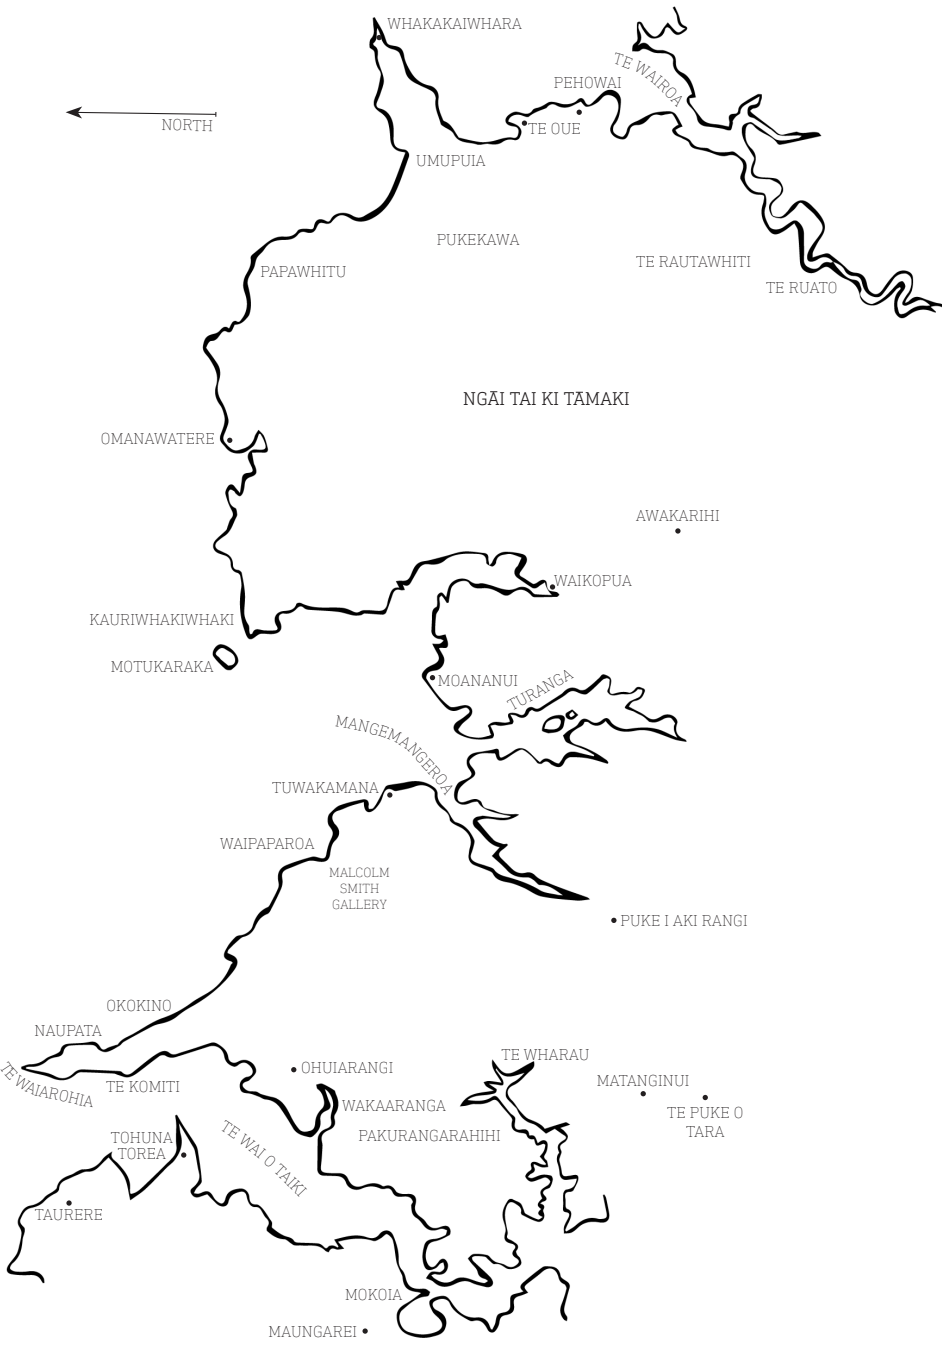 WHAKAKAIWHARA
TE WAIROA
PEHOWAI
NORTH
TE OUE
UMUPUIA
PUKEKAWA
TE RAUTAWHITI
PAPAWHITU
TE RUATO
NGĀI TAI KI TĀMAKI
OMANAWATERE
AWAKARIHI
WAIKOPUA
KAURIWHAKIWHAKI
MOTUKARAKA
MOANANUI
TURANGA
MANGEMANGEROA
TUWAKAMANA
WAIPAPAROA
MALCOLM
SMITH
GALLERY
PUKE I AKI RANGI
OKOKINO
NAUPATA
TE WHARAU
OHUIARANGI
TE WAIAROHIA
TE KOMITI
MATANGINUI
WAKAARANGA
TE PUKE O
TARA
PAKURANGARAHIHI
TOHUNA
TOREA
TE WAI O TAIKI
TAURERE
MOKOIA
MAUNGAREI